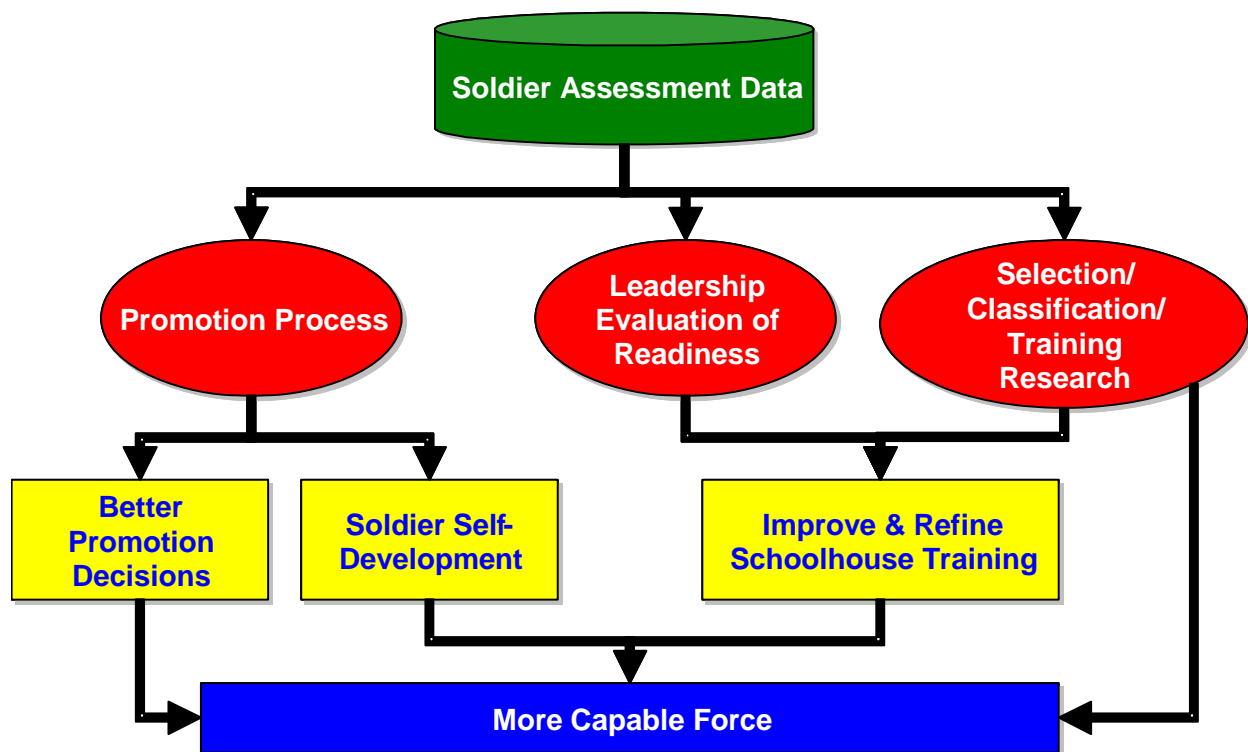 Soldier Assessment Data
Promotion Process
Leadership
Evaluation of
Readiness
Selection/
Classification/
Training
Research
Better
Promotion
Decisions
Soldier Self-
Development
Improve & Refine
Schoolhouse Training
More Capable Force